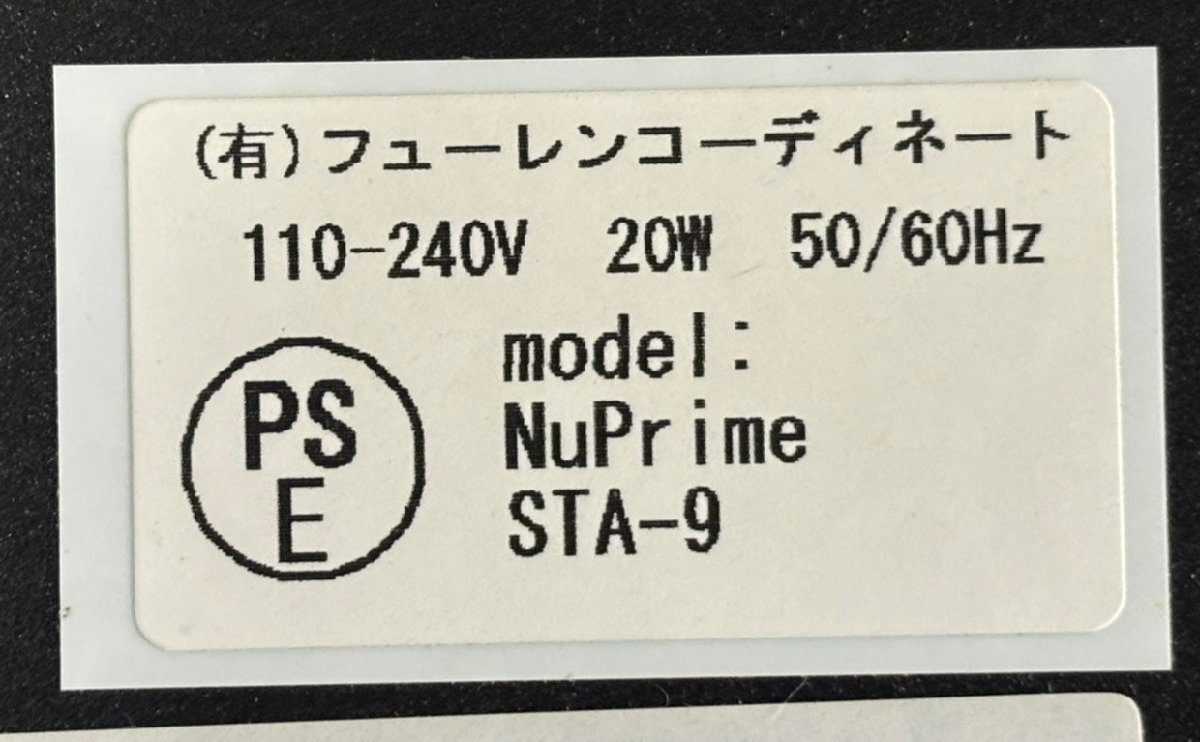 (有)フューレンコーディネート
110-240V 20W 50/60Hz
PS
E
model:
NuPrime
STA-9